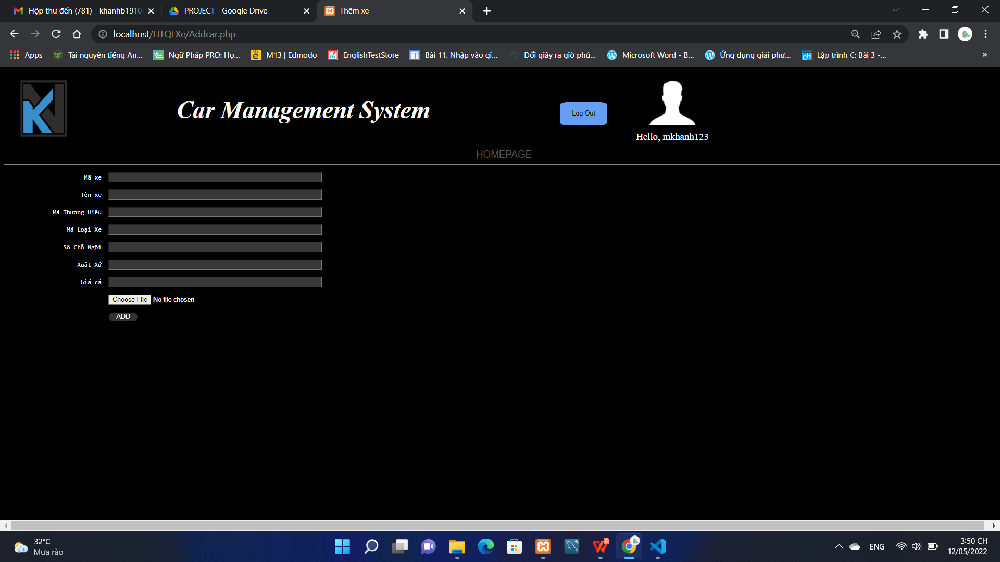 Hộp thư đến (781) - khanhb1910
PROJECT - Google Drive
Thêm xe
localhost/HTQLXe/Addcar.php
Apps
Tài nguyên tiếng An...
Ngữ Pháp PRO: Họ...
M13 | Edmodo
EnglishTestStore
Bài 11. Nhập vào gi...
Đổi giây ra giờ phú...
Microsoft Word - B...
Ứng dụng giải phư...
Lập trình C: Bài 3 -...
»
Car Management System
Log Out
Hello, mkhanh123
HOMEPAGE
Mã xe
Tên xe
Mã Thương Hiệu
Mã Loại Xe
Số Chỗ Ngồi
Xuất Xứ
Giá cả
Choose File No file chosen
ADD
32°C
Mưa rào
ENG
3:50 CH
12/05/2022